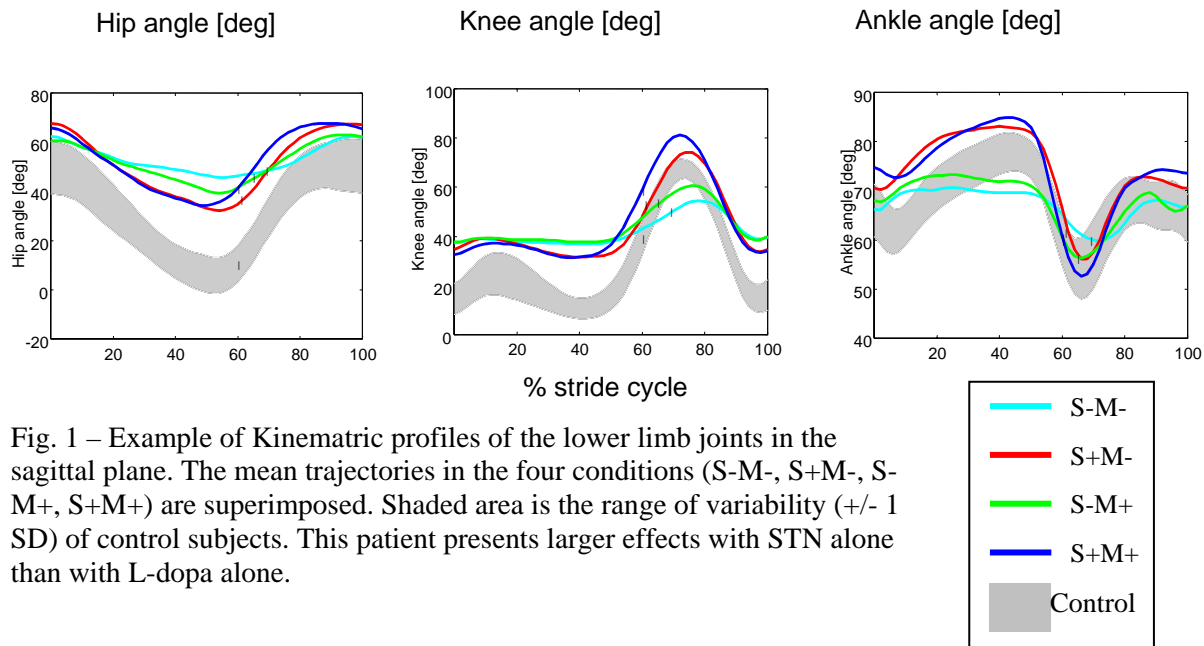 Hip angle [deg]
Knee angle [deg]
Ankle angle [deg]
Hip angle [deg]
80
60
40
20
0
-20
20 40 60 80 100
Knee angle [deg]
100
80
60
40
20
0
20 40 60 80 100
Ankle angle [deg]
90
80
70
60
50
40
20 40 60 80 100
% stride cycle
S-M-
S+M-
S-M+
S+M+
Control
Fig. 1 – Example of Kinematric profiles of the lower limb joints in the
sagittal plane. The mean trajectories in the four conditions (S-M-, S+M-, S-
M+, S+M+) are superimposed. Shaded area is the range of variability (+/- 1
SD) of control subjects. This patient presents larger effects with STN alone
than with L-dopa alone.